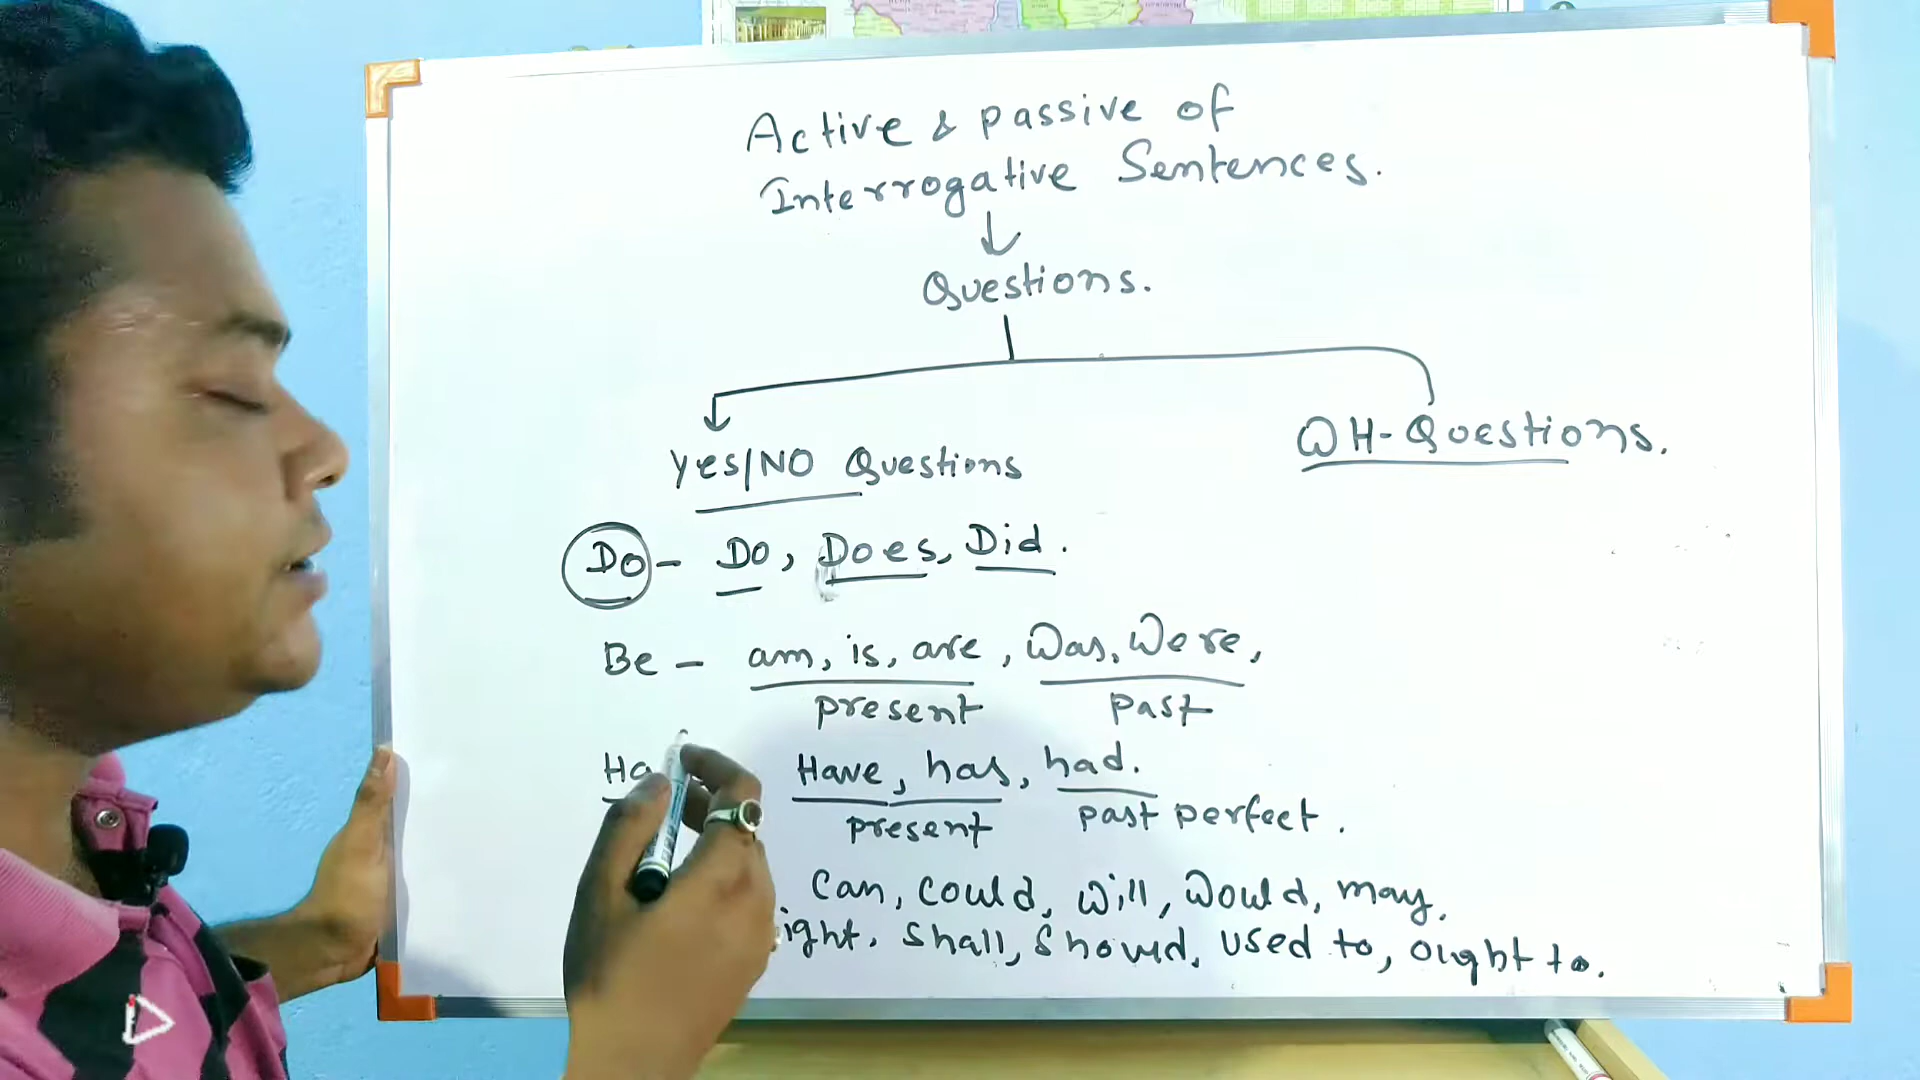 Active & passive of
Interrogative Sentences.
Questions.
Yes/NO Questions
WH-Questions.
Do - Do, Does, Did.
Be - am, is, are, Was, Were,
present past
Have, has, had.
present past perfect.
Can, Could, Will, Would, may,
Shall, Should, used to, ought to.